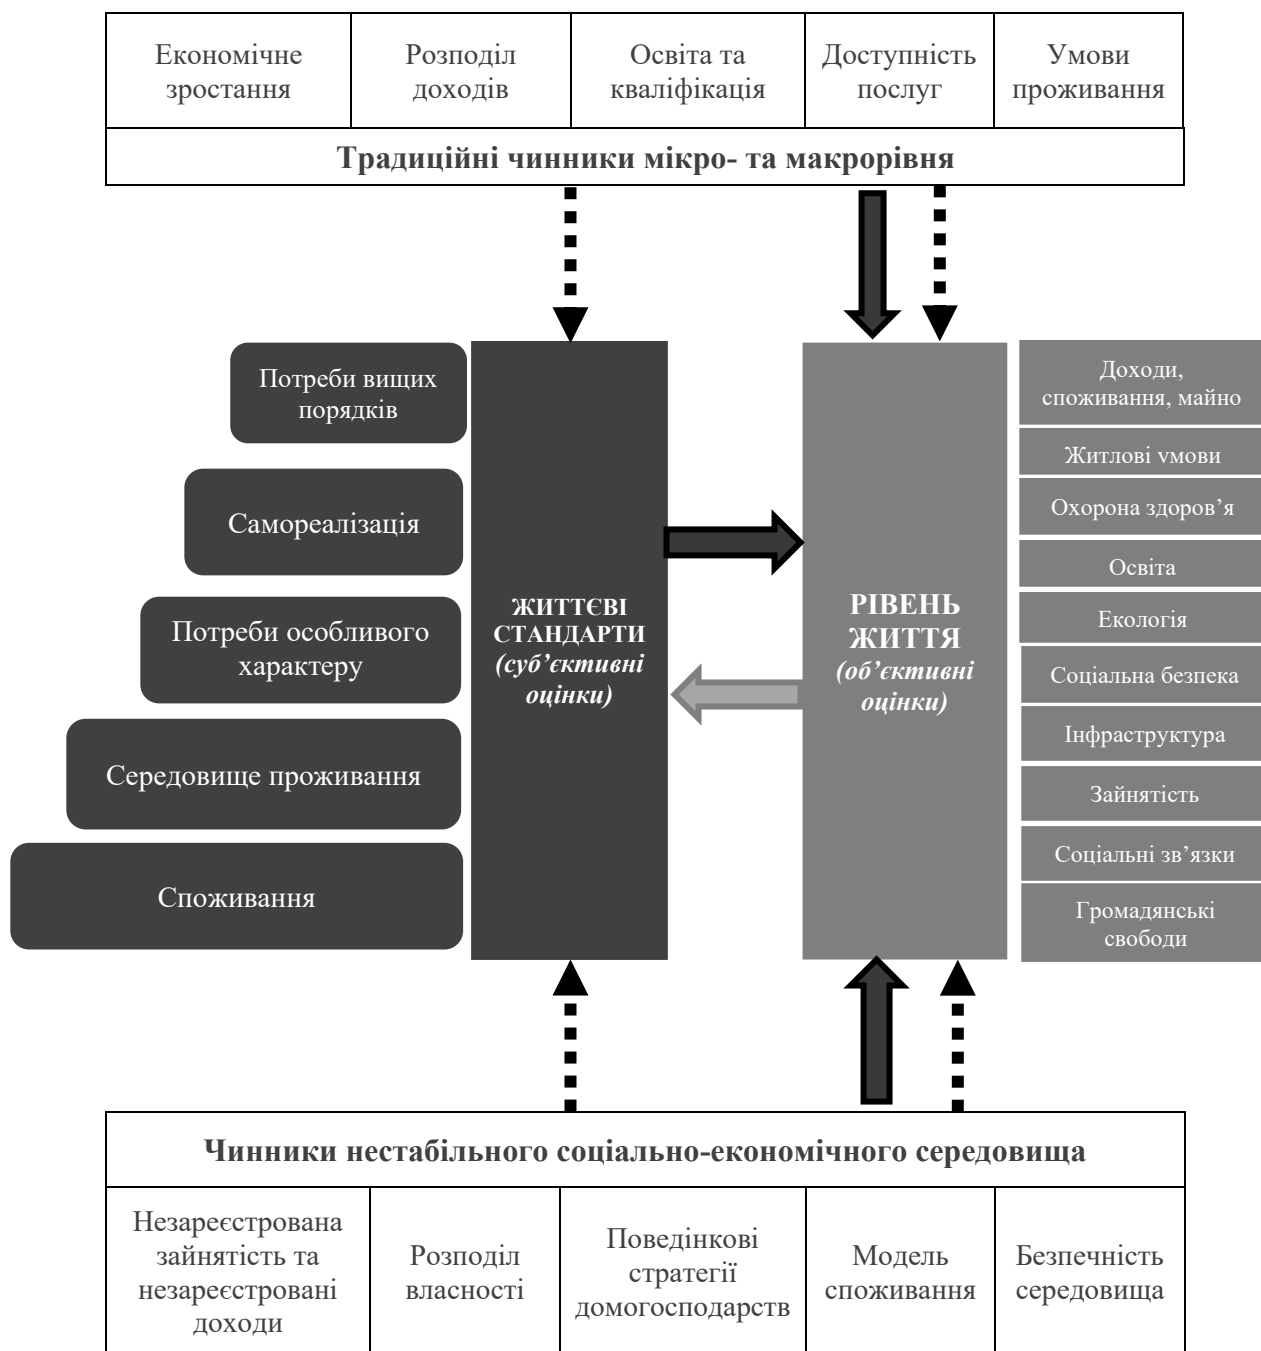 Економічне
зростання
Розподіл
доходів
Освіта та
кваліфікація
Доступність
послуг
Умови
проживання
Традиційні чинники мікро- та макрорівня
Потреби вищих
порядків
Самореалізація
Потреби особливого
характеру
Середовище проживання
Споживання
ЖИТТЄВІ
СТАНДАРТИ
(суб’єктивні
оцінки)
РІВЕНЬ
ЖИТТЯ
(об’єктивні
оцінки)
Доходи,
споживання, майно
Житлові умови
Охорона здоров’я
Освіта
Екологія
Соціальна безпека
Інфраструктура
Зайнятість
Соціальні зв’язки
Громадянські
свободи
Чинники нестабільного соціально-економічного середовища
Незареєстрована
зайнятість та
незареєстровані
доходи
Розподіл
власності
Поведінкові
стратегії
домогосподарств
Модель
споживання
Безпечність
середовища